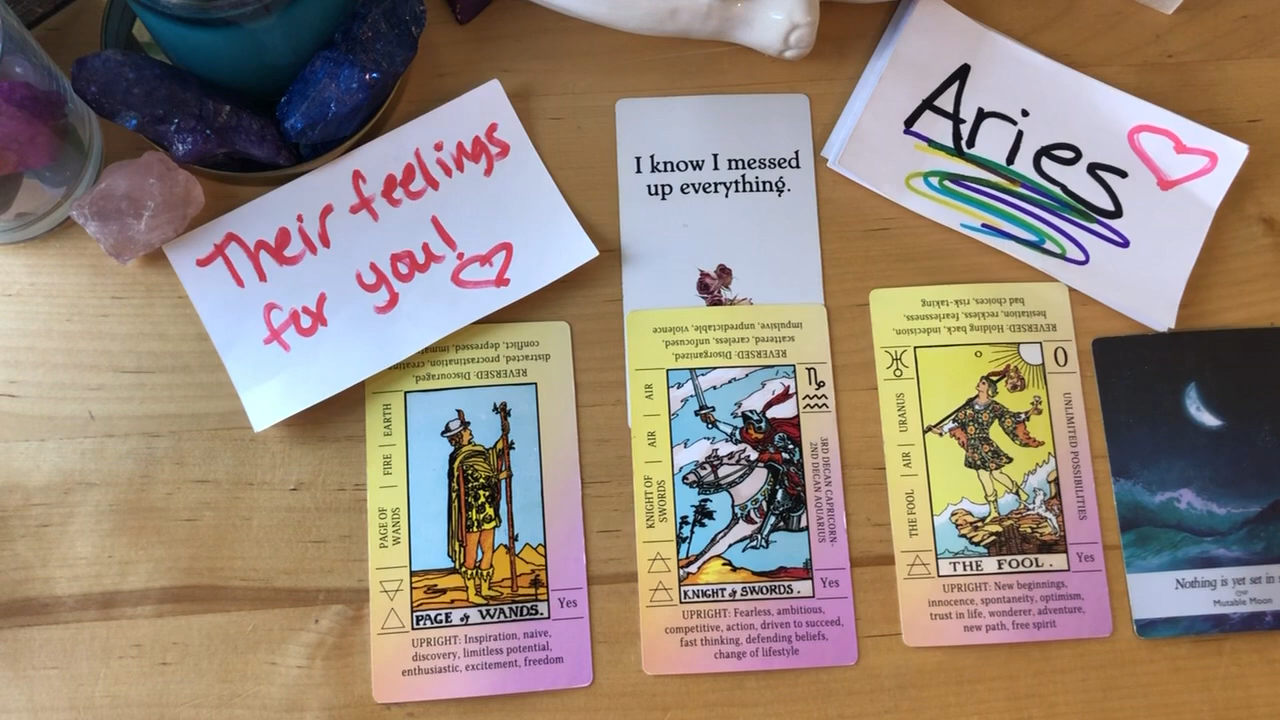 Their feelings
for you!
I know I messed
up everything.
Aries
REVERSED: Discouraged,
distracted, procrastination, creating
conflict, depressed,
EARTH
FIRE
PAGE OF
WANDS
PAGE of WANDS.
Yes
UPRIGHT: Inspiration, naive,
discovery, limitless potential,
enthusiastic, excitement, freedom
REVERSED: Disorganized,
scattered, careless, unfocused,
impulsive, unpredictable, violence
AIR
AIR
KNIGHT OF
SWORDS
3RD DECAN CAPRICORN-
2ND DECAN AQUARIUS
KNIGHT of SWORDS.
Yes
UPRIGHT: Fearless, ambitious,
competitive, action, driven to succeed,
fast thinking, defending beliefs,
change of lifestyle
REVERSED: Holding back, indecision,
hesitation, reckless, fearlessness,
bad choices, risk-taking
0
0
URANUS
AIR
THE FOOL
UNLIMITED POSSIBILITIES
THE FOOL.
Yes
UPRIGHT: New beginnings,
innocence, spontaneity, optimism,
trust in life, wonderer, adventure,
new path, free spirit
Nothing is yet set in
Mutable Moon